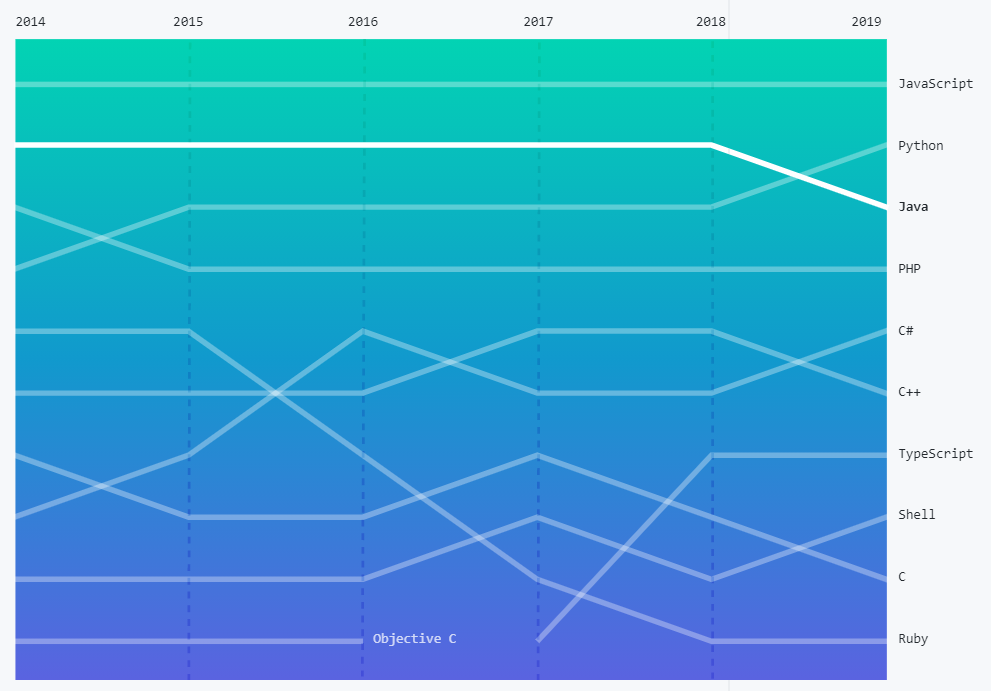 2014 2015 2016 2017 2018 2019
JavaScript
Python
Java
PHP
C#
C++
TypeScript
Shell
C
Objective C
Ruby